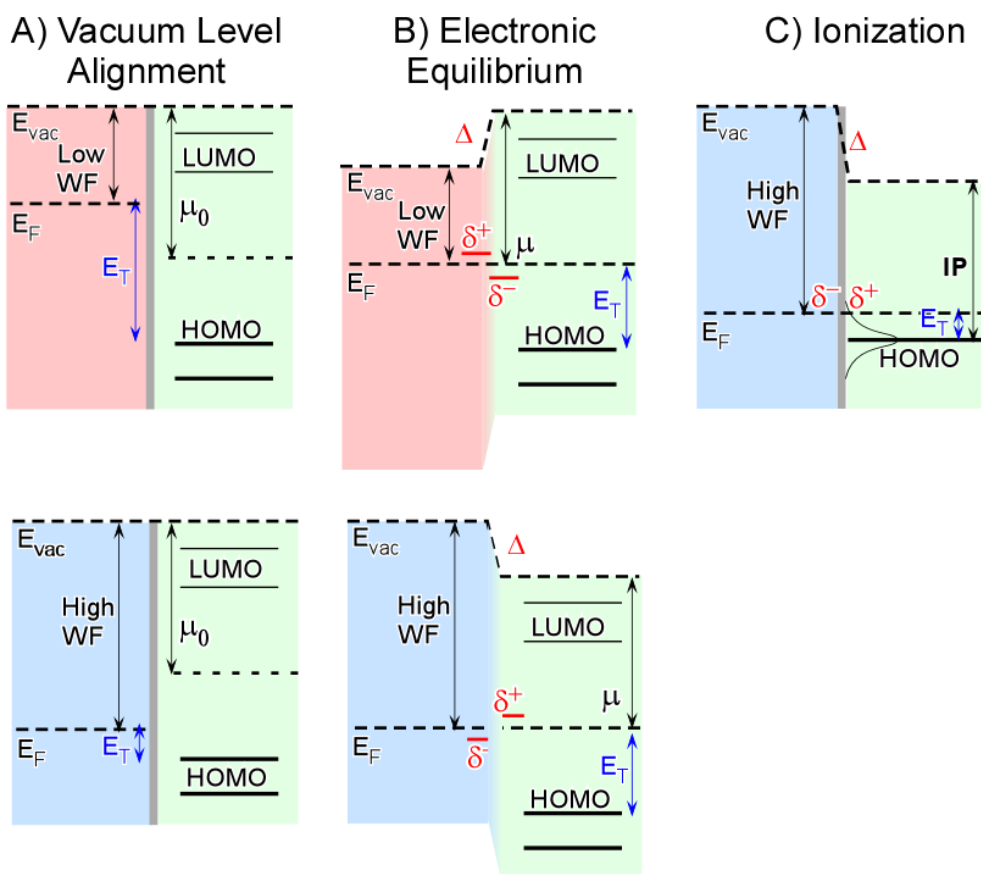 A) Vacuum Level
Alignment
B) Electronic
Equilibrium
C) Ionization
E_vac
Low
WF
E_F
E_T
μ_0
LUMO
HOMO
E_vac
Low
WF
E_F
Δ
δ+
δ−
μ
LUMO
E_T
HOMO
E_vac
High
WF
E_F
Δ
δ− δ+
IP
E_T
HOMO
E_vac
High
WF
E_F
E_T
μ_0
LUMO
HOMO
E_vac
High
WF
E_F
Δ
δ+
δ-
LUMO
μ
E_T
HOMO